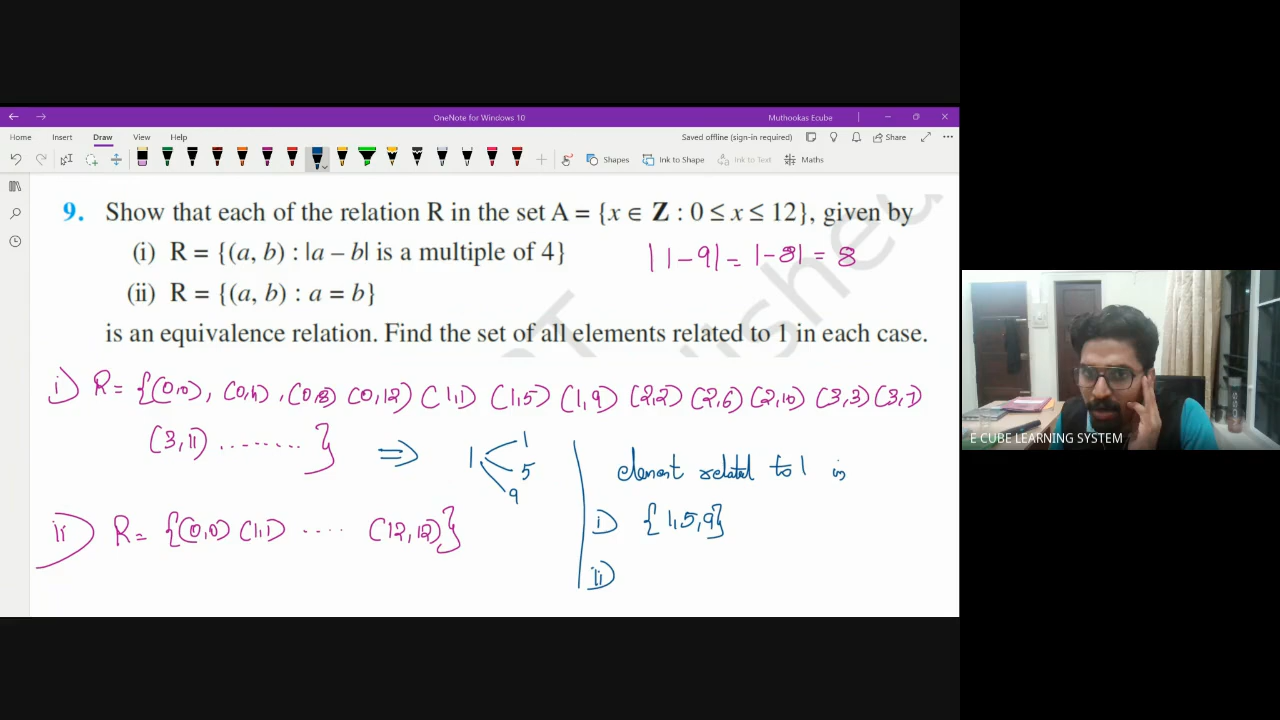 OneNote for Windows 10
Muthookas Ecube
Home Insert Draw View Help
Saved offline (sign-in required) Share
Shapes Ink to Shape Ink to Text Maths
9. Show that each of the relation R in the set A = {x ∈ Z : 0 ≤ x ≤ 12}, given by
(i) R = {(a, b) : |a – b| is a multiple of 4}
|1-9| = |-8| = 8
(ii) R = {(a, b) : a = b}
is an equivalence relation. Find the set of all elements related to 1 in each case.
i) R = {(0,0), (0,4), (0,8) (0,12) (1,1) (1,5) (1,9) (2,2) (2,6) (2,10) (3,3) (3,7)
(3,11) ........ }
⇒ 1 1
5
9
element related to 1 is
i) {1,5,9}
ii) R = {(0,0) (1,1) .... (12,12)}
ii)
E CUBE LEARNING SYSTEM